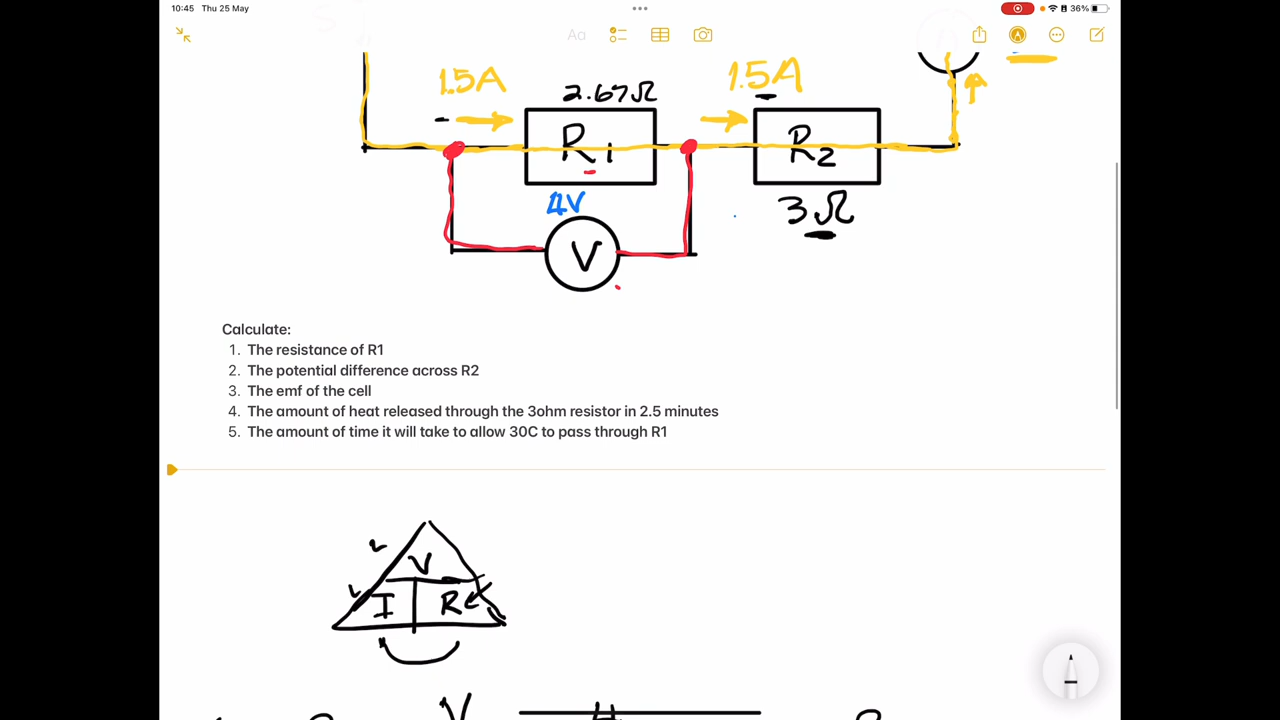 10:45 Thu 25 May
36%
Aa
1.5A
2.67Ω
1.5A
R1
R2
4V
3Ω
V
Calculate:
1. The resistance of R1
2. The potential difference across R2
3. The emf of the cell
4. The amount of heat released through the 3ohm resistor in 2.5 minutes
5. The amount of time it will take to allow 30C to pass through R1
V
I R
V